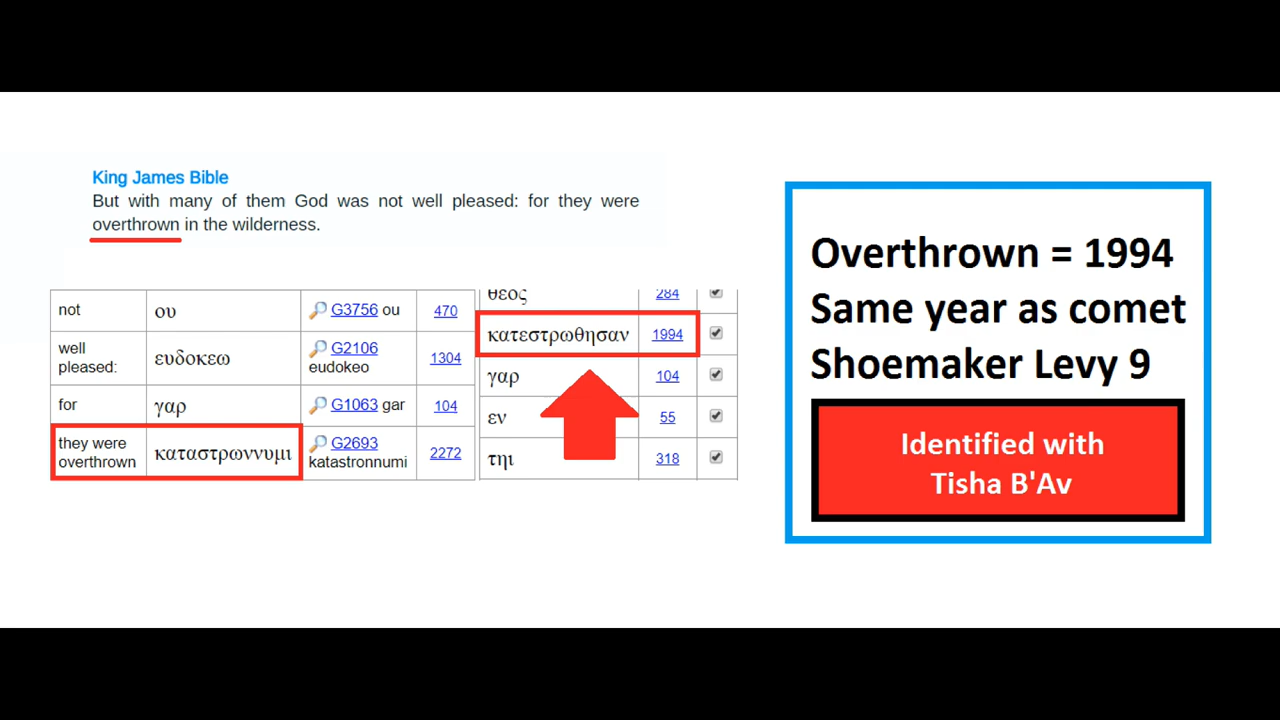 King James Bible
But with many of them God was not well pleased: for they were
overthrown in the wilderness.
not ου G3756 ou 470
well pleased: ευδοκεω G2106 eudokeo 1304
for γαρ G1063 gar 104
they were overthrown καταστρωννυμι G2693 katastronnumi 2272
θεος 284
κατεστρωθησαν 1994
γαρ 104
εν 55
τηι 318
Overthrown = 1994
Same year as comet
Shoemaker Levy 9
Identified with
Tisha B'Av